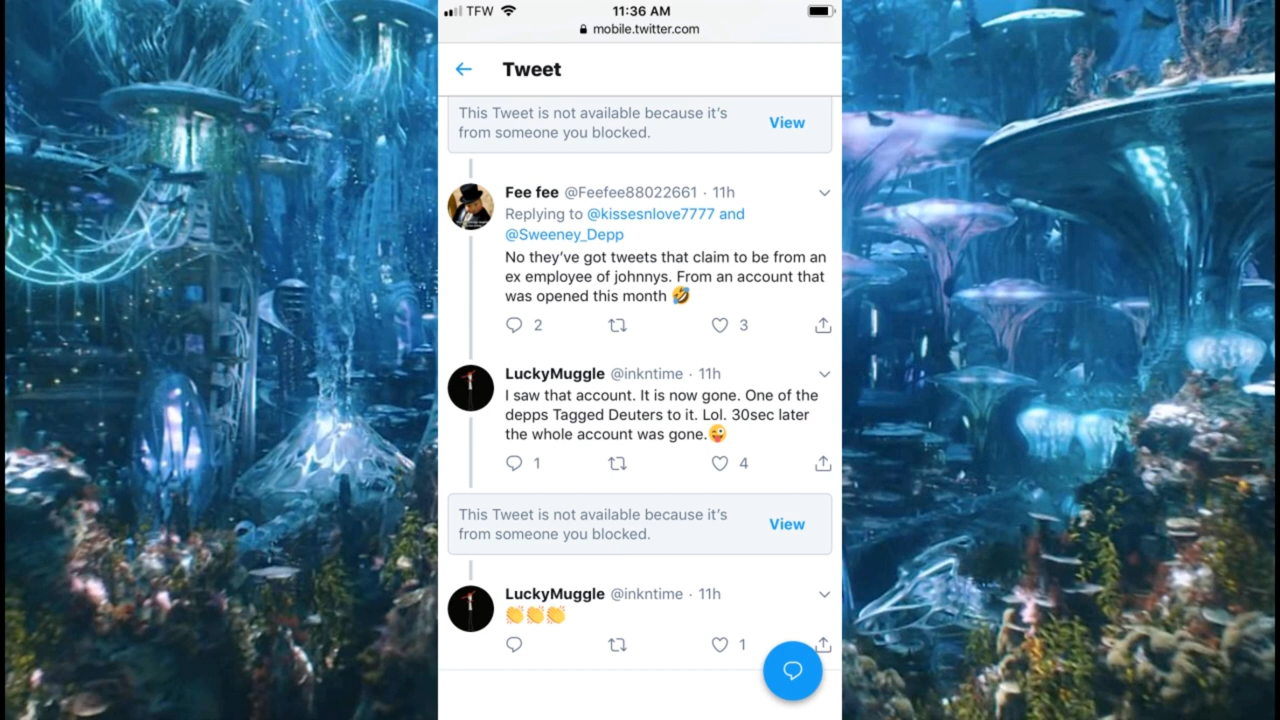 TFW 11:36 AM
mobile.twitter.com
Tweet
This Tweet is not available because it's
from someone you blocked.
View
Fee fee @Feefee88022661 · 11h
Replying to @kissesnlove7777 and
@Sweeney_Depp
No they've got tweets that claim to be from an
ex employee of johnnys. From an account that
was opened this month 🤣
2 3
LuckyMuggle @inkntime · 11h
I saw that account. It is now gone. One of the
depps Tagged Deuters to it. Lol. 30sec later
the whole account was gone.😜
1 4
This Tweet is not available because it's
from someone you blocked.
View
LuckyMuggle @inkntime · 11h
👏👏👏
1